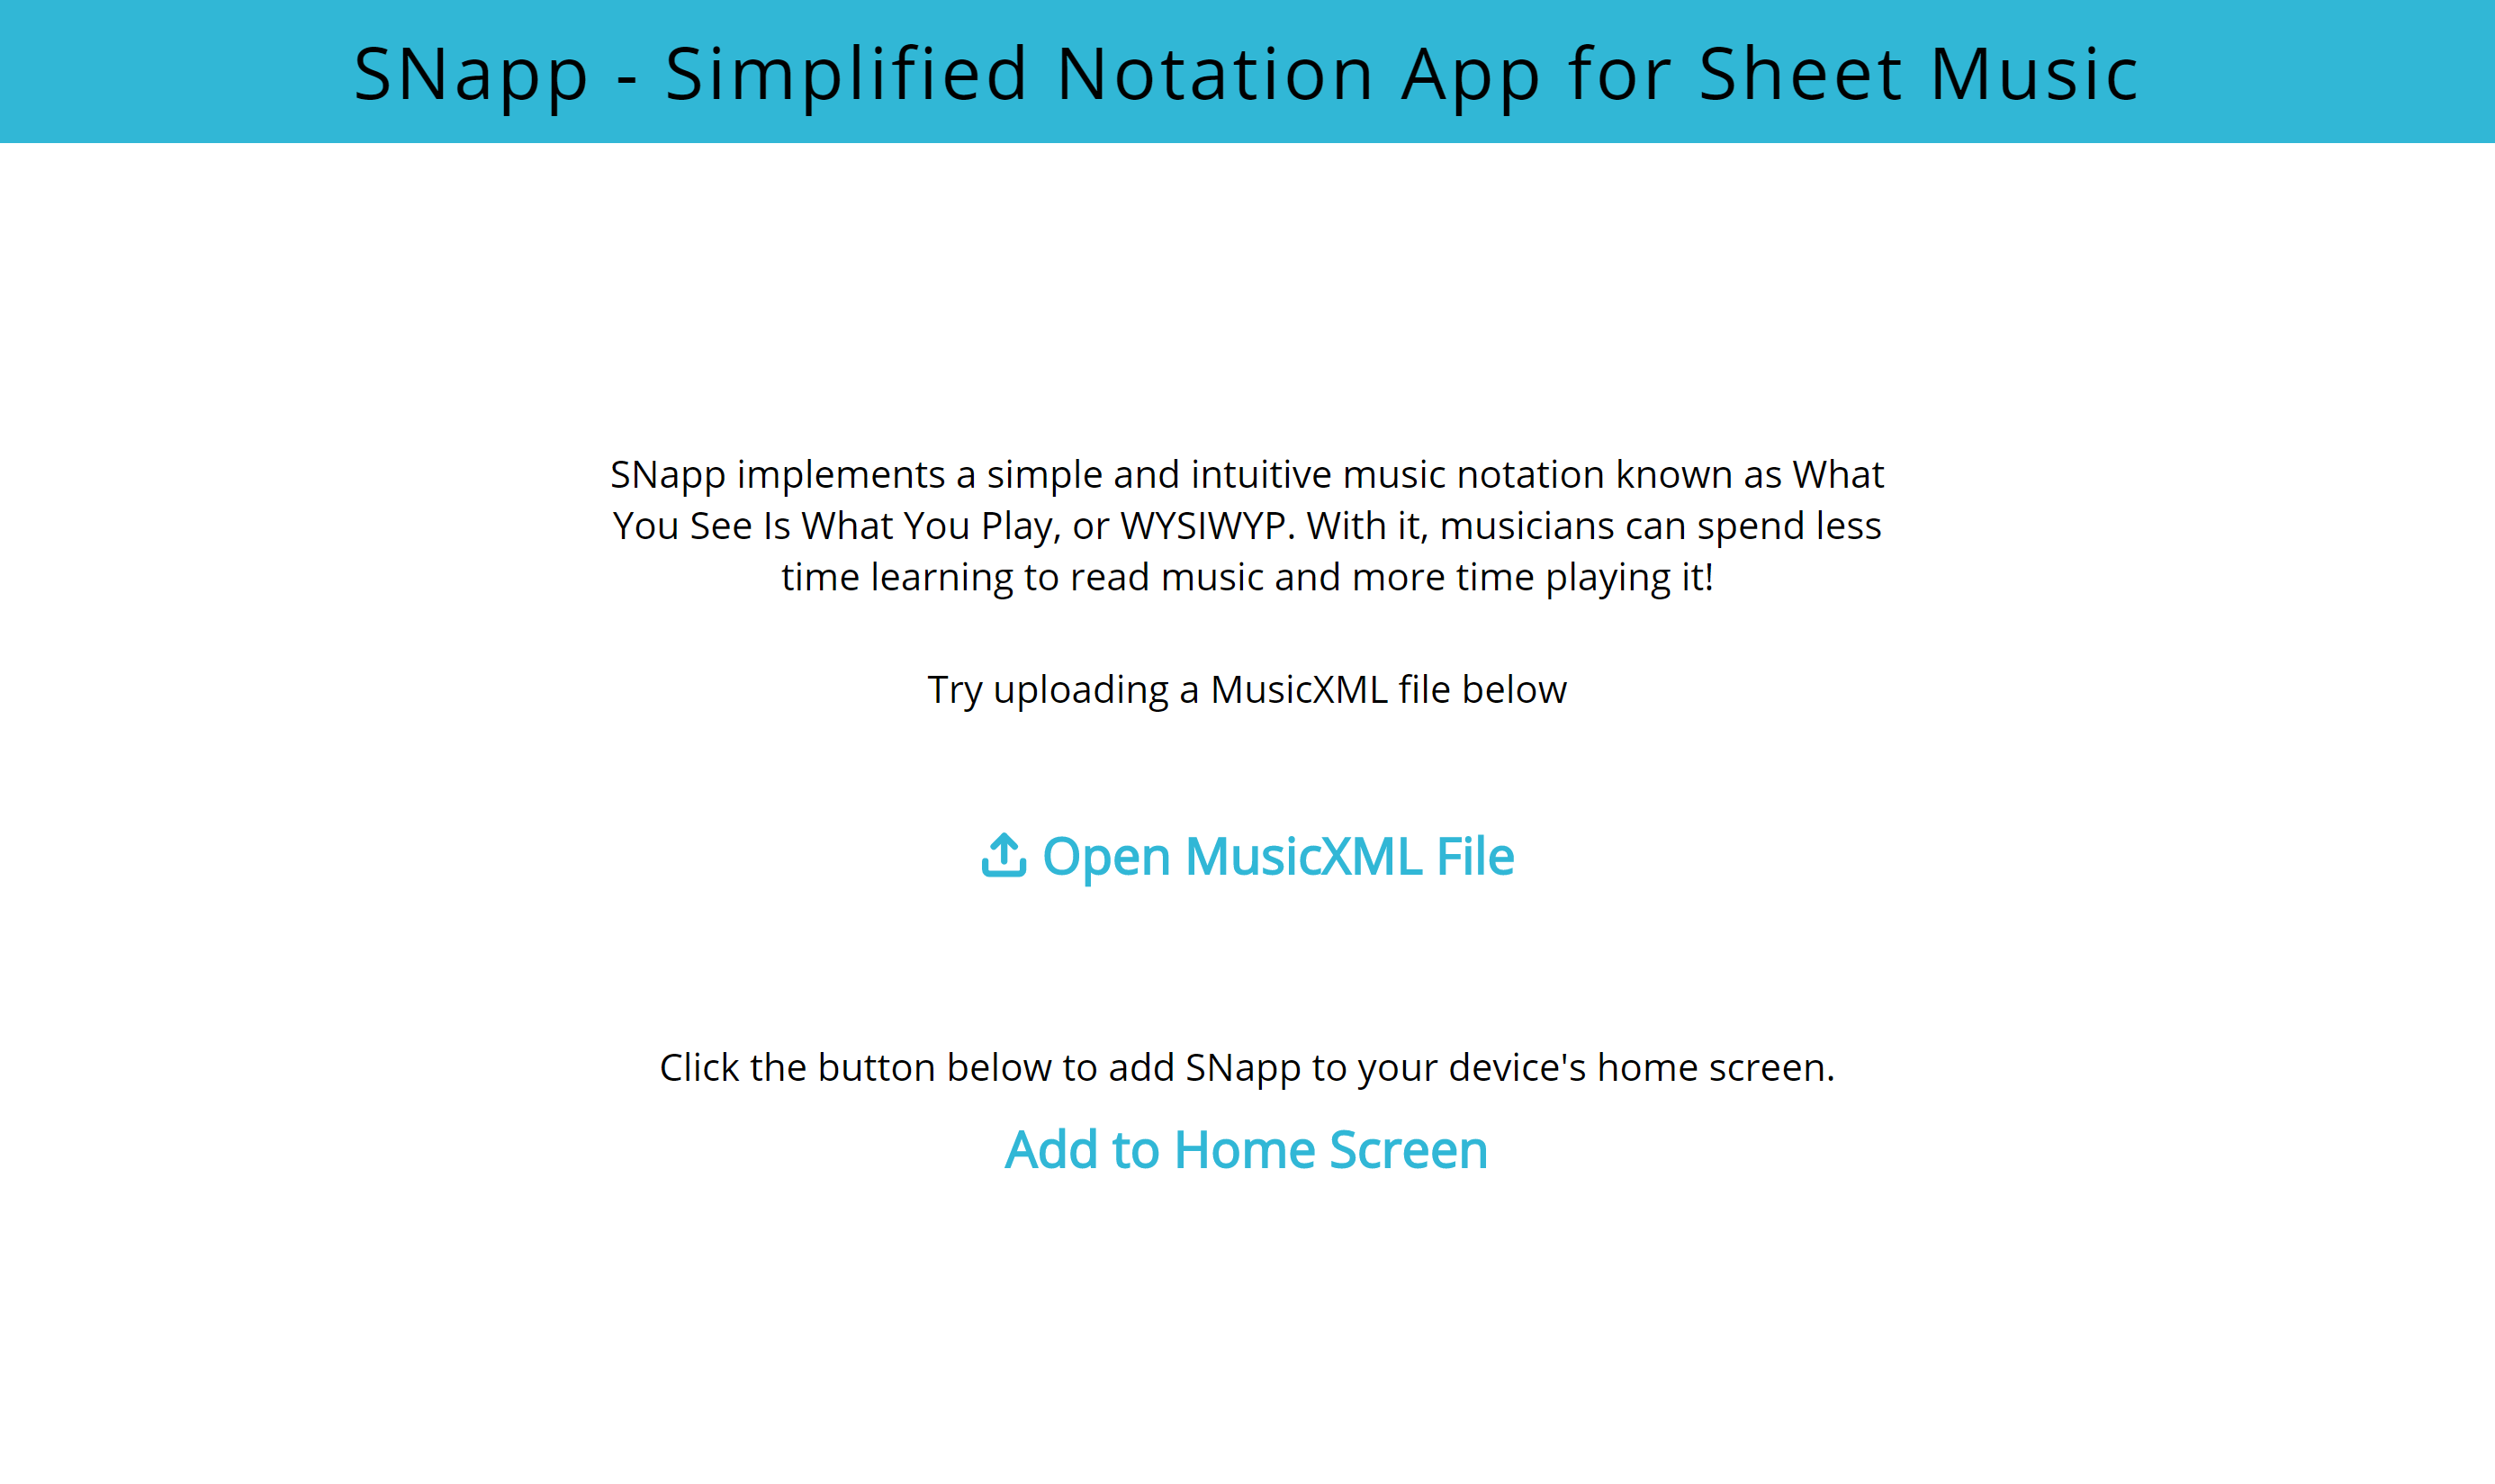 SNapp - Simplified Notation App for Sheet Music
SNapp implements a simple and intuitive music notation known as What
You See Is What You Play, or WYSIWYP. With it, musicians can spend less
time learning to read music and more time playing it!
Try uploading a MusicXML file below
Open MusicXML File
Click the button below to add SNapp to your device's home screen.
Add to Home Screen